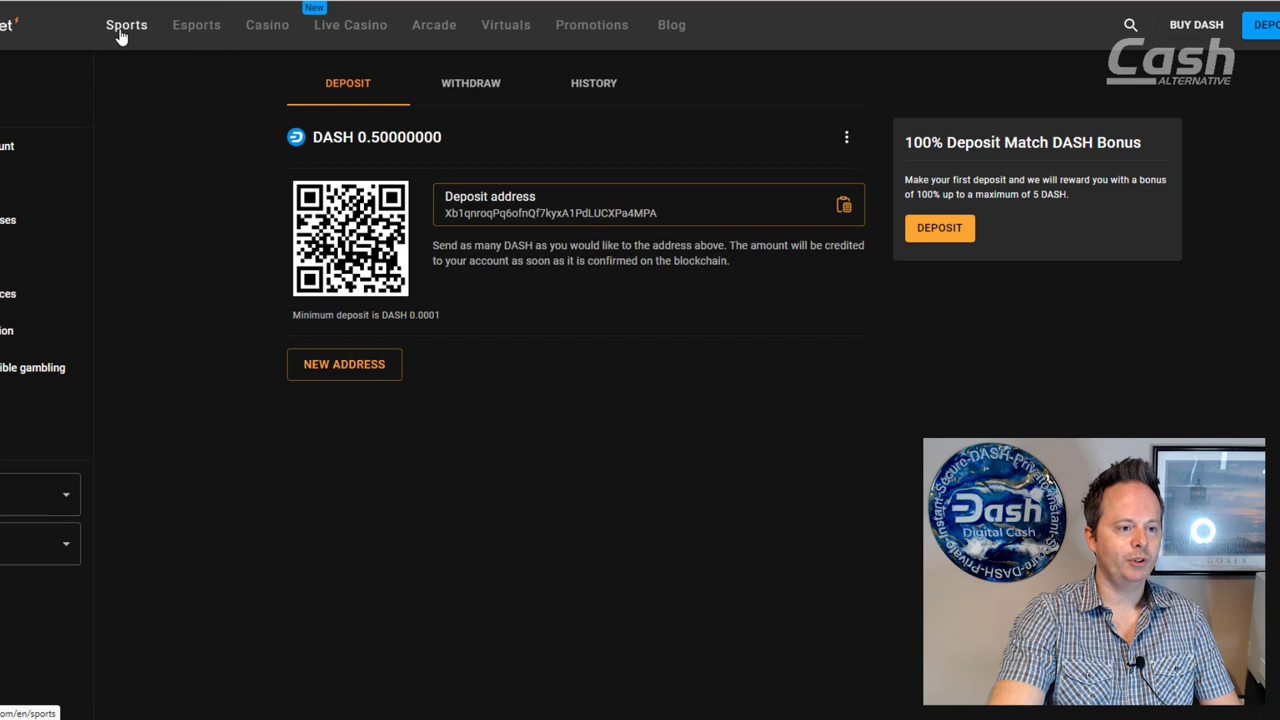 et
Sports
Esports
Casino
New
Live Casino
Arcade
Virtuals
Promotions
Blog
BUY DASH
DEPO
Cash
ALTERNATIVE
DEPOSIT
WITHDRAW
HISTORY
unt
ses
ces
ion
ible gambling
DASH 0.50000000
Deposit address
Xb1qnroqPq6ofnQf7kyxA1PdLUCXPa4MPA
Send as many DASH as you would like to the address above. The amount will be credited
to your account as soon as it is confirmed on the blockchain.
Minimum deposit is DASH 0.0001
NEW ADDRESS
100% Deposit Match DASH Bonus
Make your first deposit and we will reward you with a bonus
of 100% up to a maximum of 5 DASH.
DEPOSIT
Dash
Digital Cash
GOALS
om/en/sports